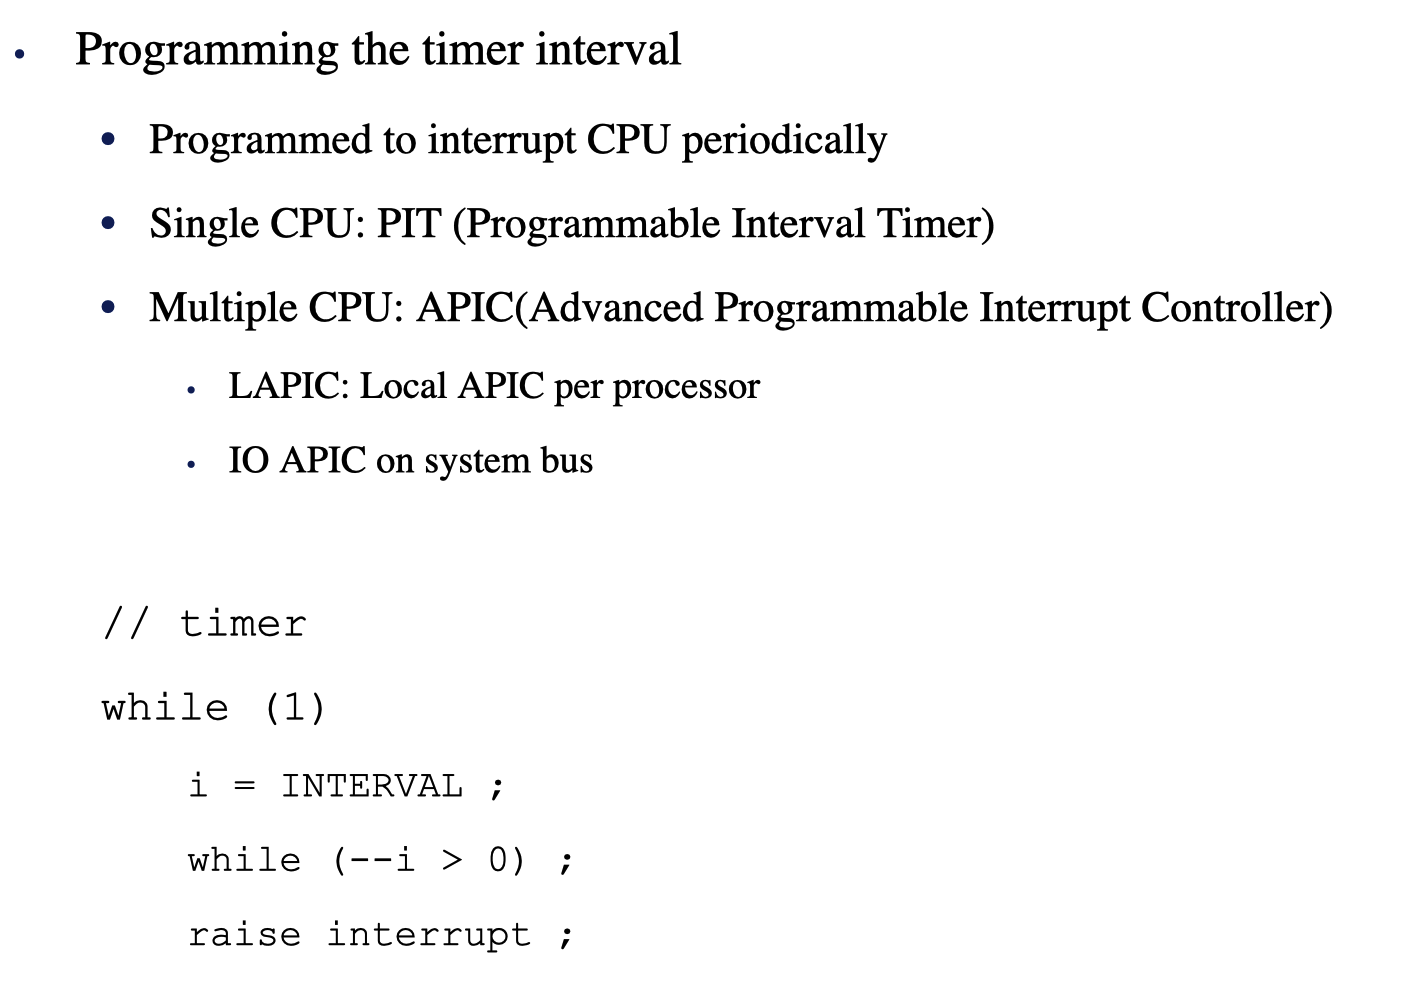 • Programming the timer interval
• Programmed to interrupt CPU periodically
• Single CPU: PIT (Programmable Interval Timer)
• Multiple CPU: APIC(Advanced Programmable Interrupt Controller)
• LAPIC: Local APIC per processor
• IO APIC on system bus
// timer
while (1)
i = INTERVAL ;
while (--i > 0) ;
raise interrupt ;